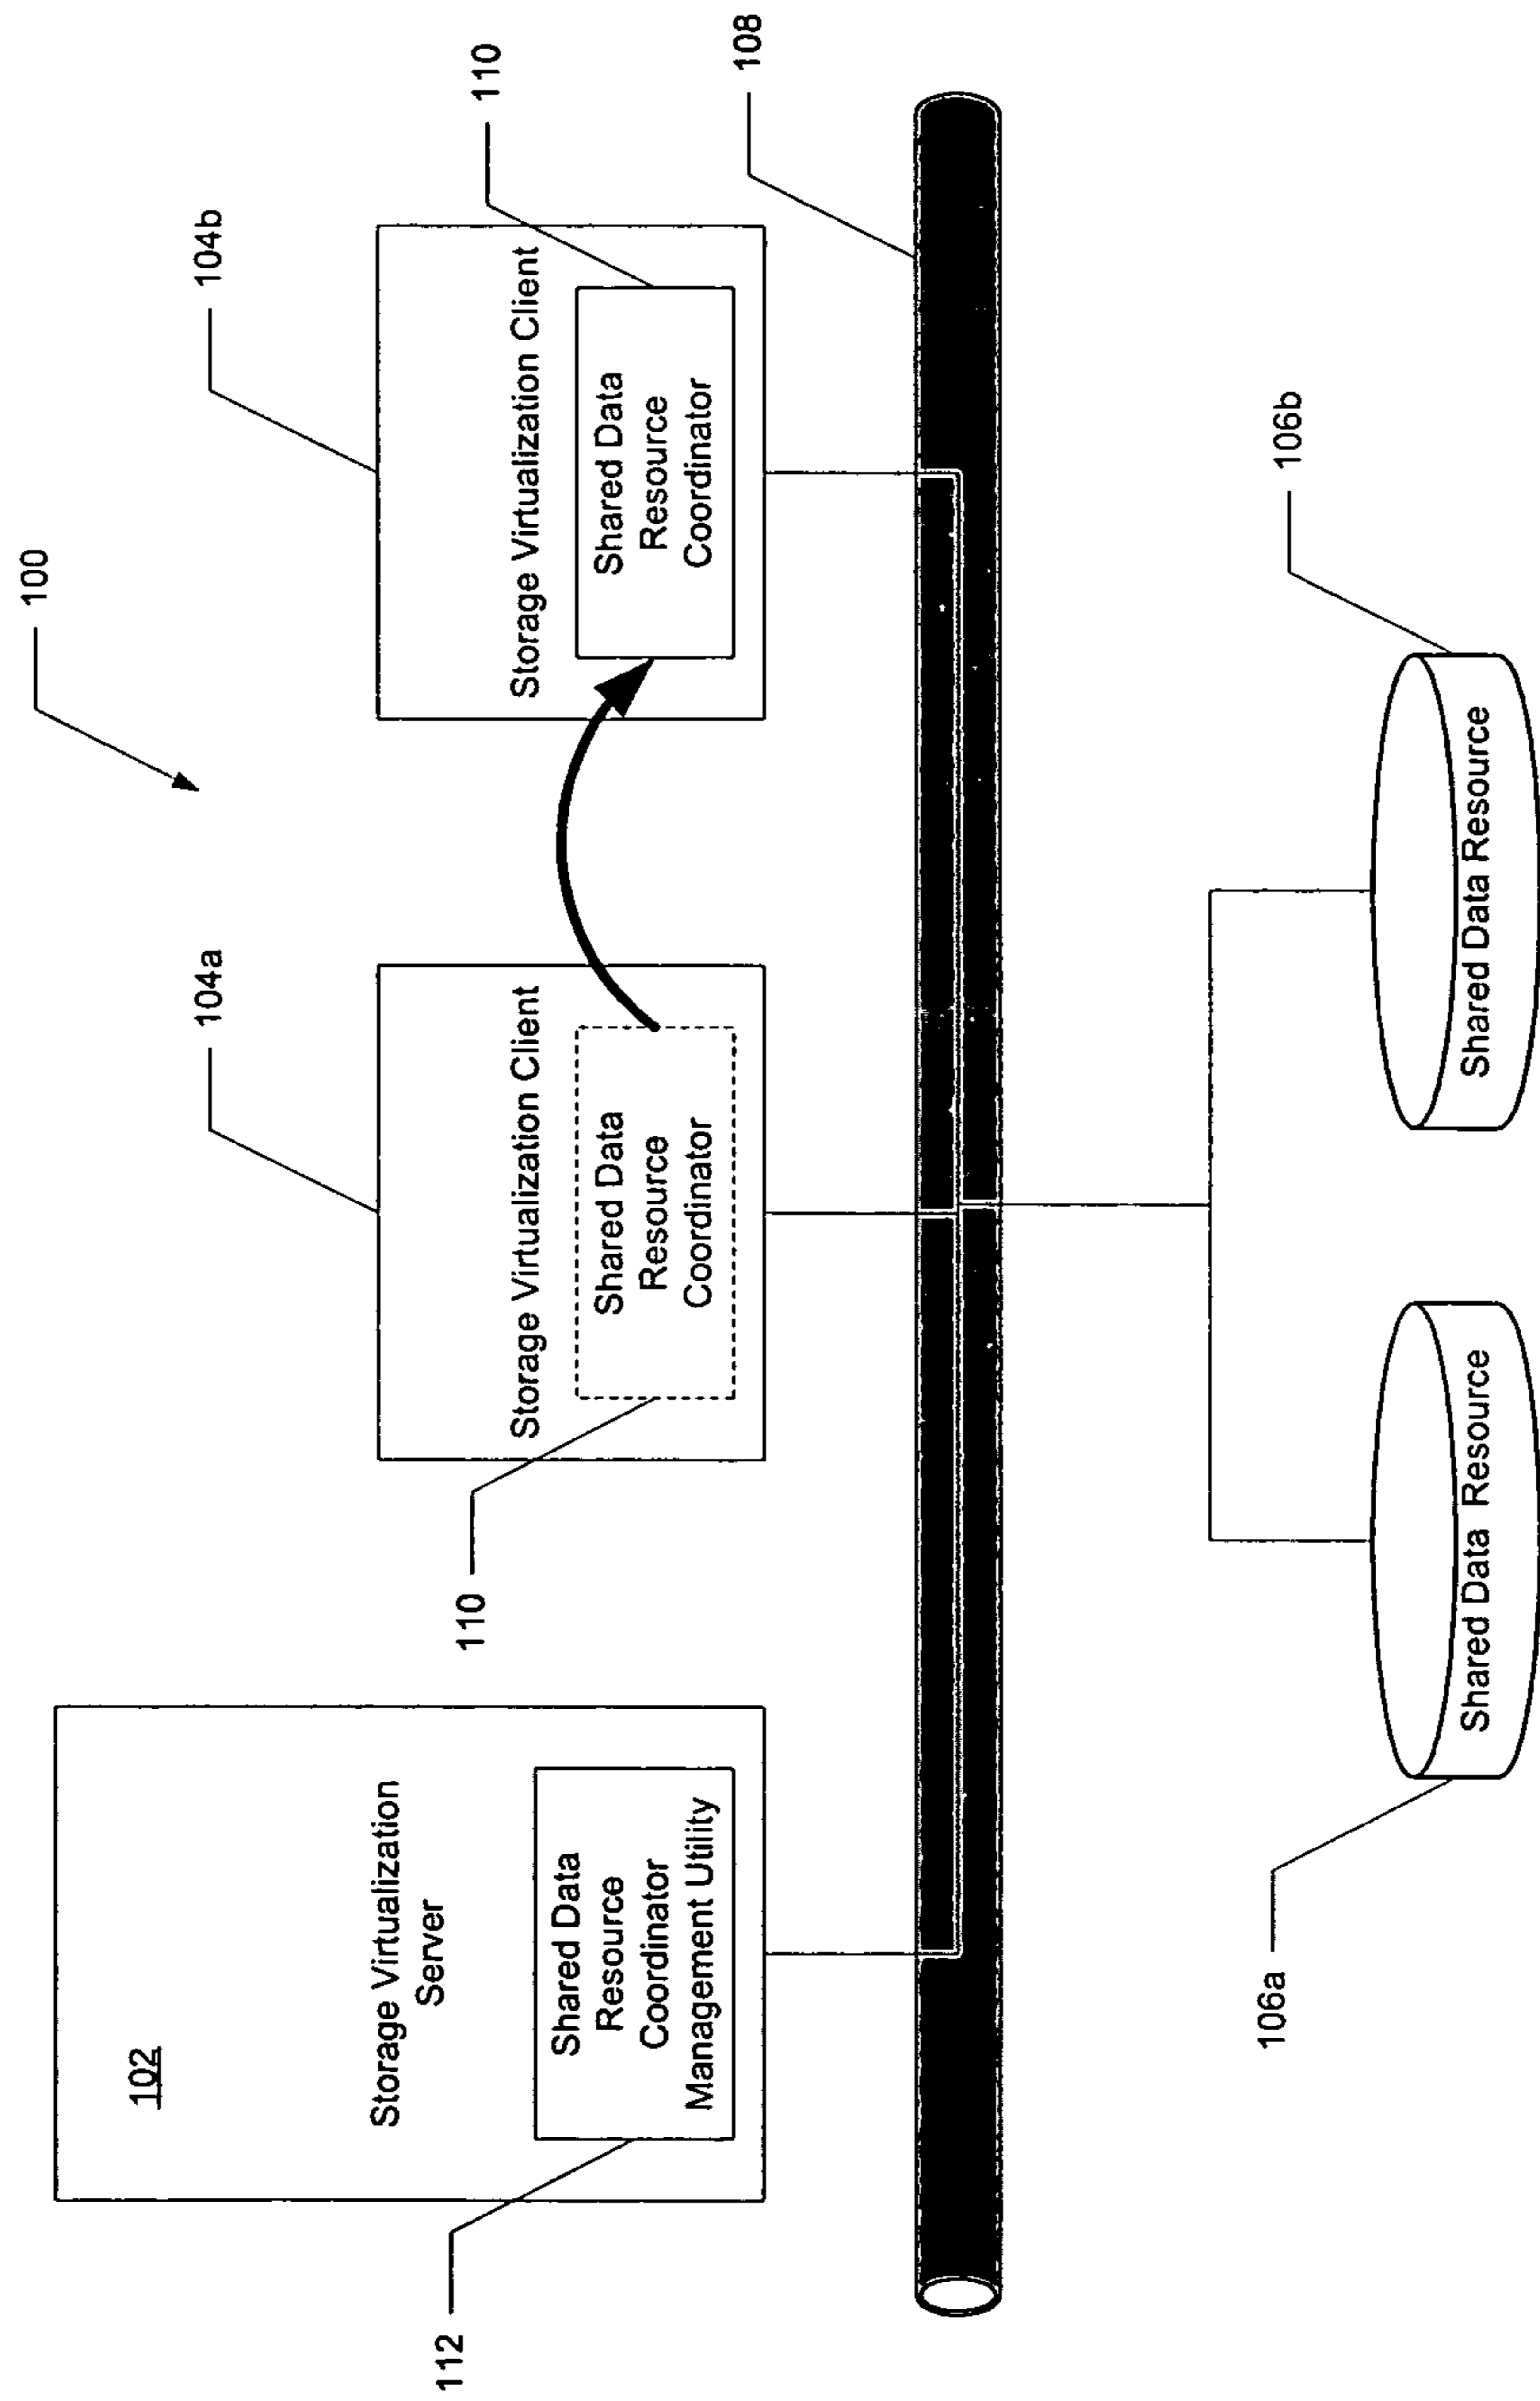 100
102
Storage Virtualization
Server
Shared Data
Resource
Coordinator
Management Utility
112
104a
Storage Virtualization Client
Shared Data
Resource
Coordinator
110
104b
Storage Virtualization Client
Shared Data
Resource
Coordinator
110
108
Shared Data Resource
106a
Shared Data Resource
106b